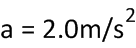 a = 2.0m/s²